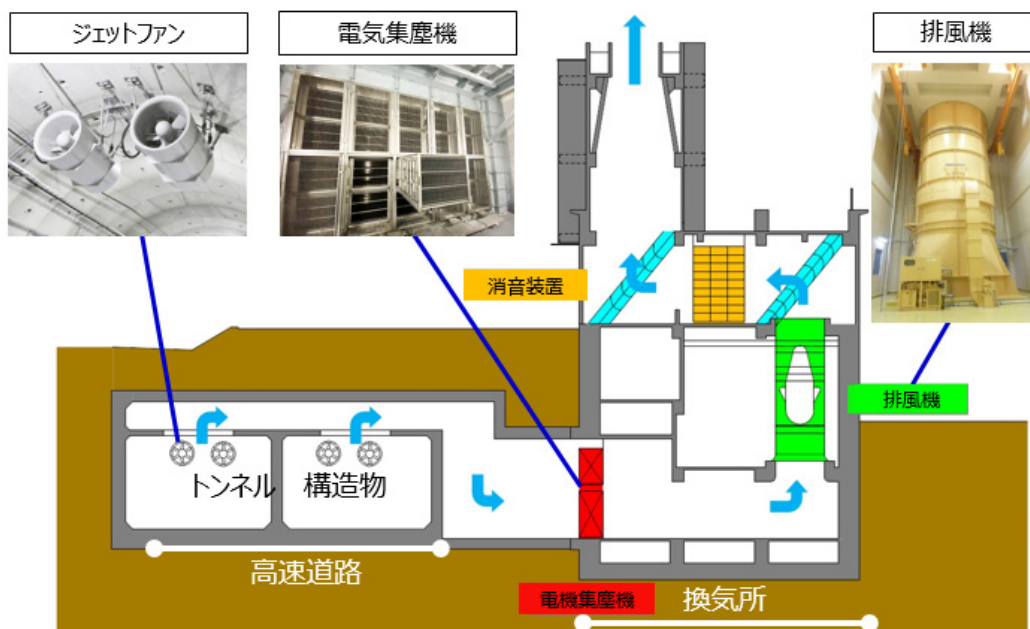 ジェットファン
電気集塵機
排風機
消音装置
排風機
トンネル 構造物
高速道路
電機集塵機
換気所